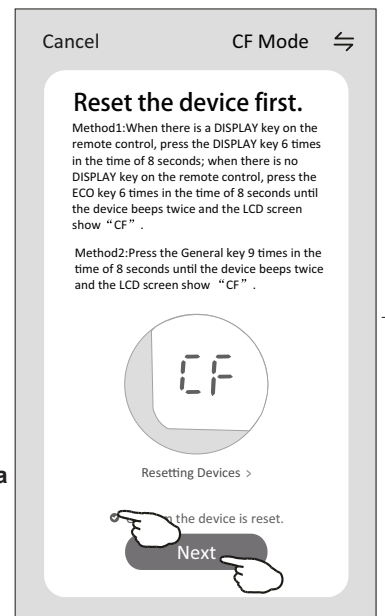 Cancel CF Mode ⇋
Reset the device first.
Method1:When there is a DISPLAY key on the
remote control, press the DISPLAY key 6 times
in the time of 8 seconds; when there is no
DISPLAY key on the remote control, press the
ECO key 6 times in the time of 8 seconds until
the device beeps twice and the LCD screen
show “CF”.
Method2:Press the General key 9 times in the
time of 8 seconds until the device beeps twice
and the LCD screen show “CF”.
CF
a
Resetting Devices >
the device is reset.
Next